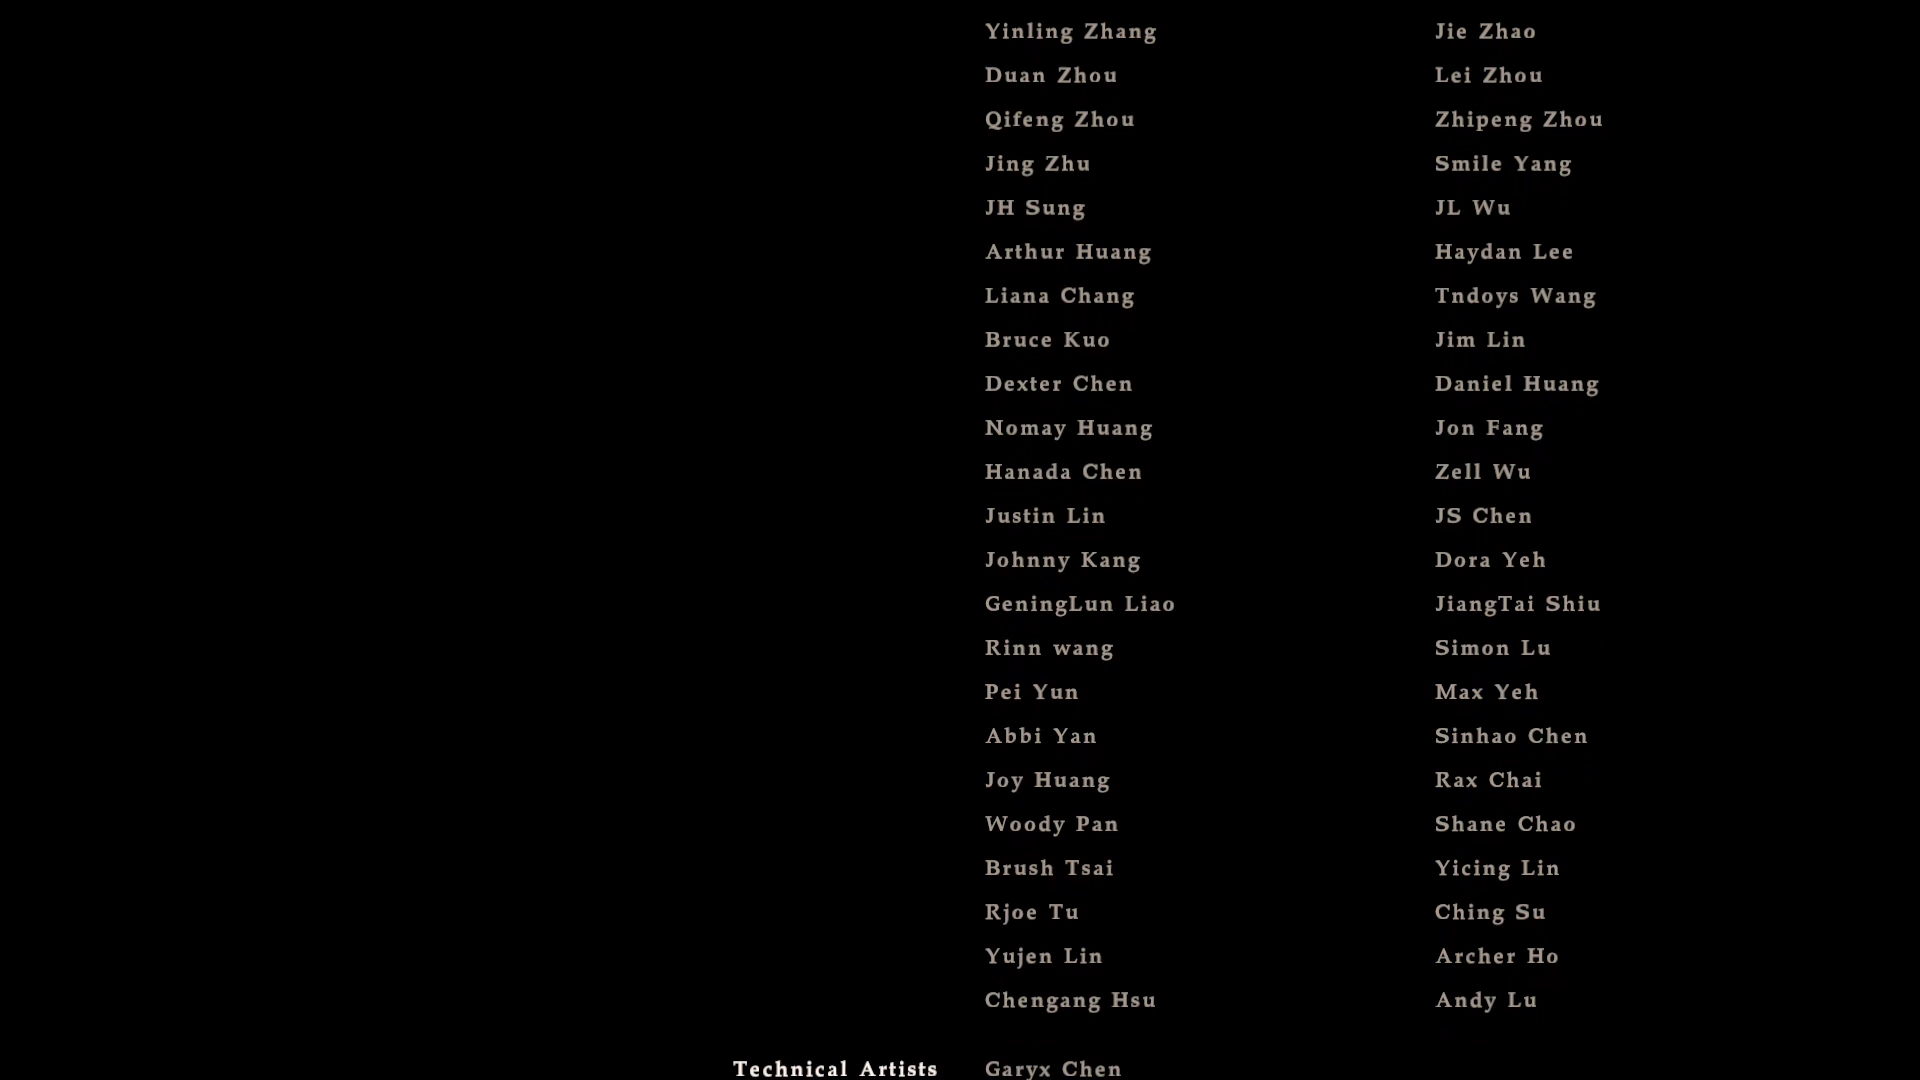 Yinling Zhang Jie Zhao
Duan Zhou Lei Zhou
Qifeng Zhou Zhipeng Zhou
Jing Zhu Smile Yang
JH Sung JL Wu
Arthur Huang Haydan Lee
Liana Chang Tndoys Wang
Bruce Kuo Jim Lin
Dexter Chen Daniel Huang
Nomay Huang Jon Fang
Hanada Chen Zell Wu
Justin Lin JS Chen
Johnny Kang Dora Yeh
GeningLun Liao JiangTai Shiu
Rinn wang Simon Lu
Pei Yun Max Yeh
Abbi Yan Sinhao Chen
Joy Huang Rax Chai
Woody Pan Shane Chao
Brush Tsai Yicing Lin
Rjoe Tu Ching Su
Yujen Lin Archer Ho
Chengang Hsu Andy Lu
Technical Artists Garyx Chen